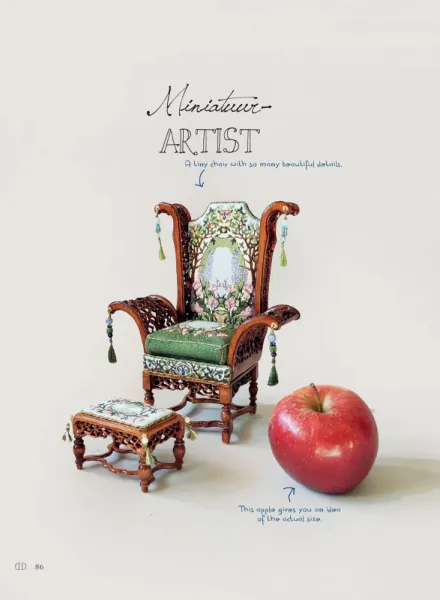 Miniatuur-
ARTIST
A tiny chair with so many beautiful details.
This apple gives you an idea
of the actual size.
86